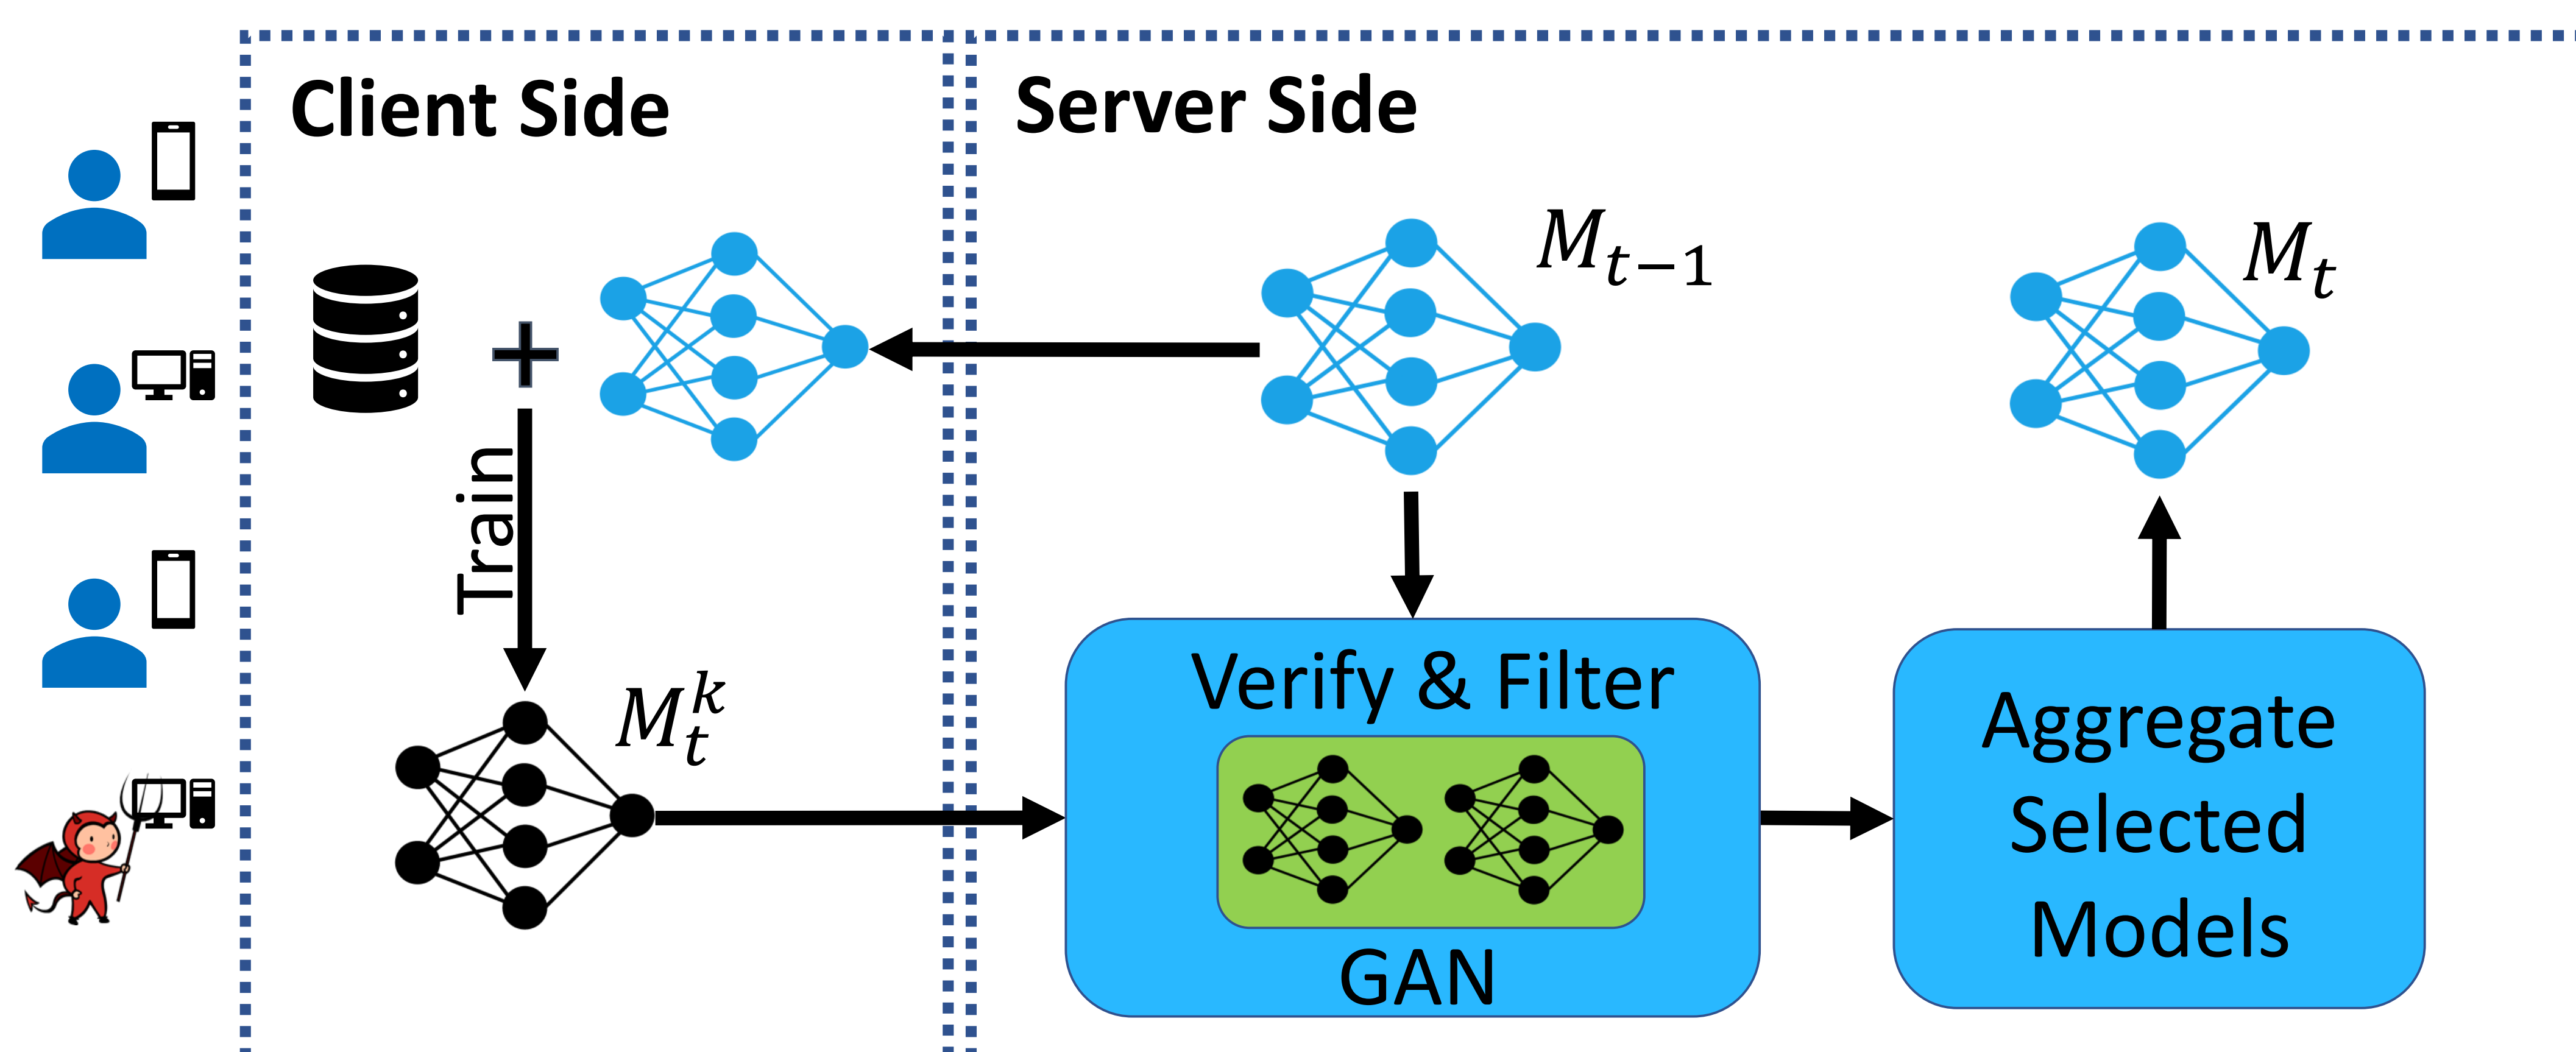 Client Side
Server Side
M_{t-1}
M_t
Train
M_t^k
Verify & Filter
GAN
Aggregate
Selected
Models